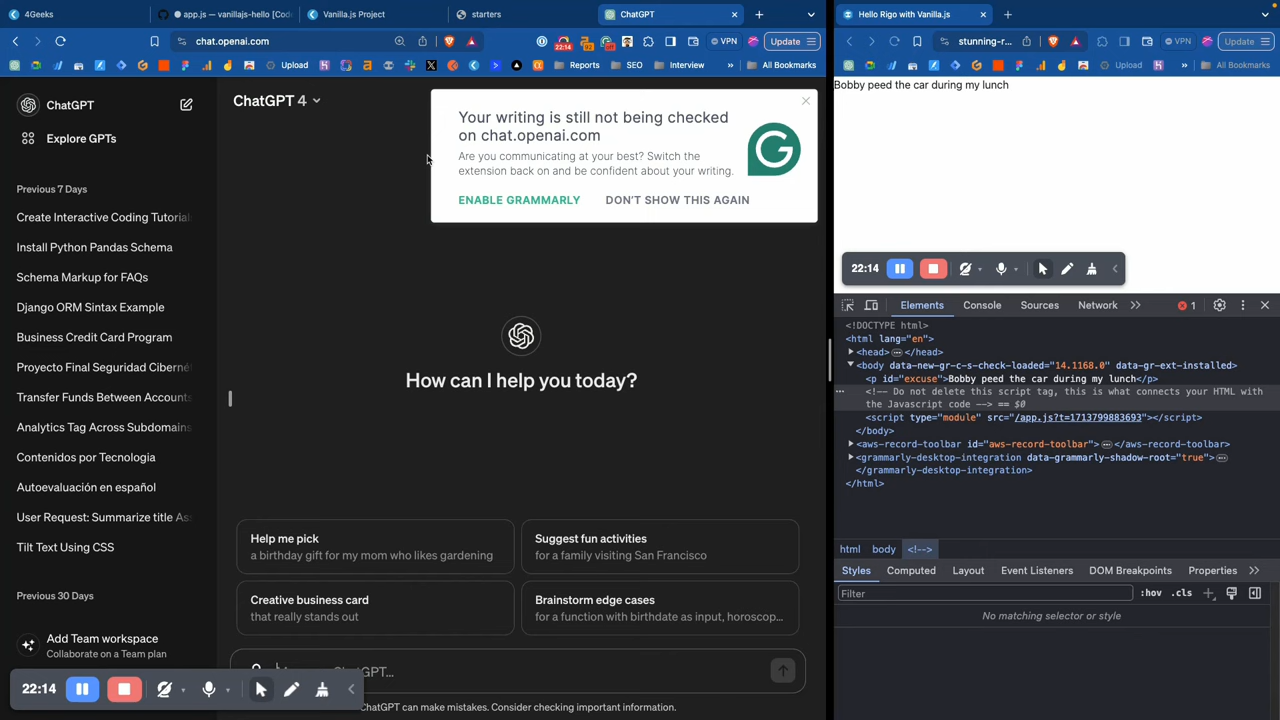 4Geeks
app.js — vanillajs-hello [Cod
Vanilla.js Project
starters
ChatGPT
chat.openai.com
22:14
VPN
Update
Upload
Reports
SEO
Interview
»
All Bookmarks
ChatGPT
Explore GPTs
Previous 7 Days
Create Interactive Coding Tutorial
Install Python Pandas Schema
Schema Markup for FAQs
Django ORM Sintax Example
Business Credit Card Program
Proyecto Final Seguridad Ciberné
Transfer Funds Between Accounts
Analytics Tag Across Subdomains
Contenidos por Tecnologia
Autoevaluación en español
User Request: Summarize title As
Tilt Text Using CSS
Previous 30 Days
Add Team workspace
Collaborate on a Team plan
22:14
ChatGPT 4
Your writing is still not being checked
on chat.openai.com
Are you communicating at your best? Switch the
extension back on and be confident about your writing.
ENABLE GRAMMARLY
DON'T SHOW THIS AGAIN
How can I help you today?
Help me pick
a birthday gift for my mom who likes gardening
Suggest fun activities
for a family visiting San Francisco
Creative business card
that really stands out
Brainstorm edge cases
for a function with birthdate as input, horoscop...
ChatGPT...
ChatGPT can make mistakes. Consider checking important information.
Hello Rigo with Vanilla.js
stunning-r...
VPN
Update
Upload
»
All Bookmarks
Bobby peed the car during my lunch
22:14
Elements
Console
Sources
Network
»
1
<!DOCTYPE html>
<html lang="en">
<head> ⋯ </head>
<body data-new-gr-c-s-check-loaded="14.1168.0" data-gr-ext-installed>
<p id="excuse">Bobby peed the car during my lunch</p>
<!-- Do not delete this script tag, this is what connects your HTML with
the Javascript code --> == $0
<script type="module" src="/app.js?t=1713799883693"></script>
</body>
<aws-record-toolbar id="aws-record-toolbar"> ⋯ </aws-record-toolbar>
<grammarly-desktop-integration data-grammarly-shadow-root="true"> ⋯
</grammarly-desktop-integration>
</html>
html
body
<!-->
Styles
Computed
Layout
Event Listeners
DOM Breakpoints
Properties
»
Filter
:hov
.cls
No matching selector or style